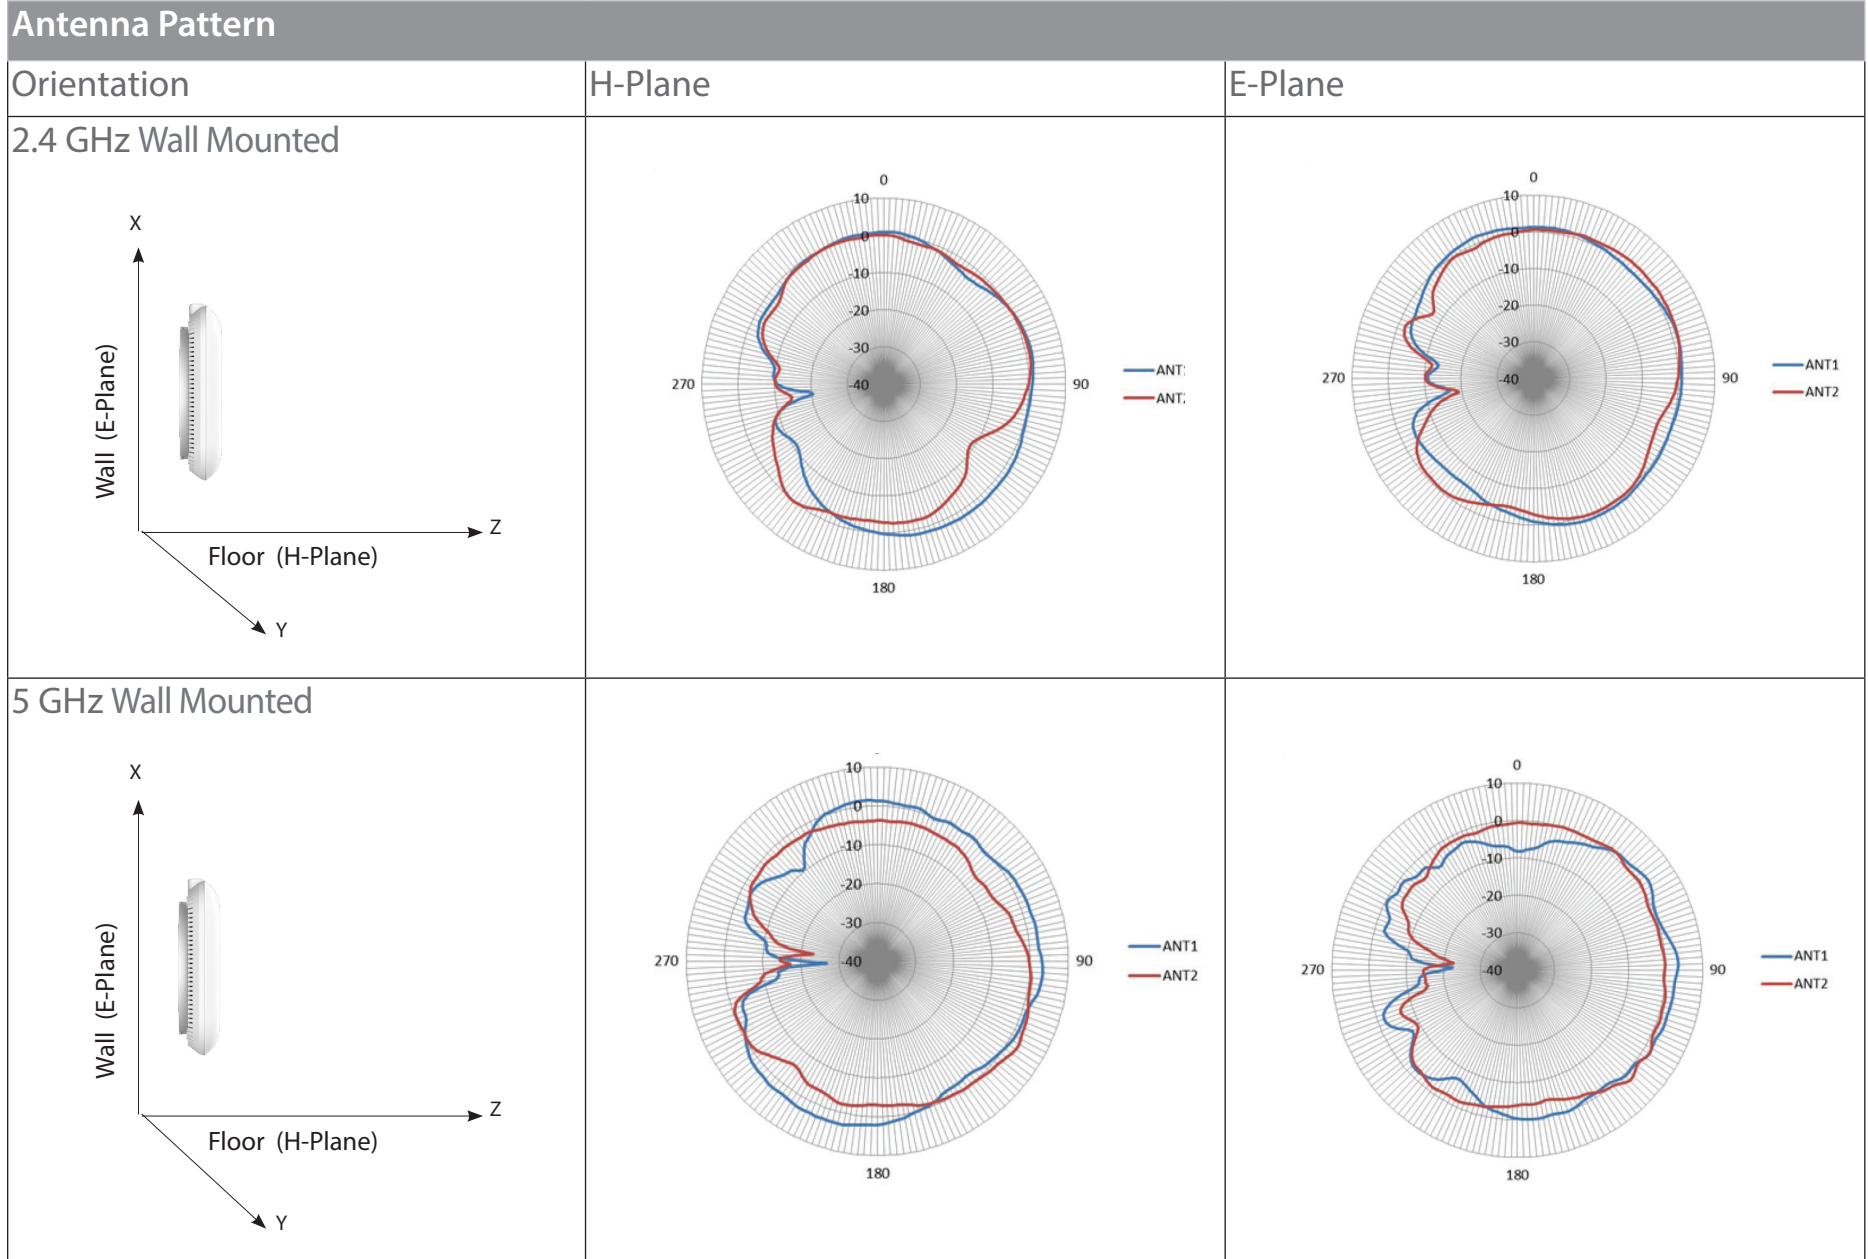 Antenna Pattern
Orientation
H-Plane
E-Plane
2.4 GHz Wall Mounted
X
Wall (E-Plane)
Z
Floor (H-Plane)
Y
0
10
0
-10
-20
-30
-40
270
90
180
ANT
ANT
0
10
0
-10
-20
-30
-40
270
90
180
ANT1
ANT2
5 GHz Wall Mounted
X
Wall (E-Plane)
Z
Floor (H-Plane)
Y
10
0
-10
-20
-30
-40
270
90
180
ANT1
ANT2
0
10
0
-10
-20
-30
-40
270
90
180
ANT1
ANT2